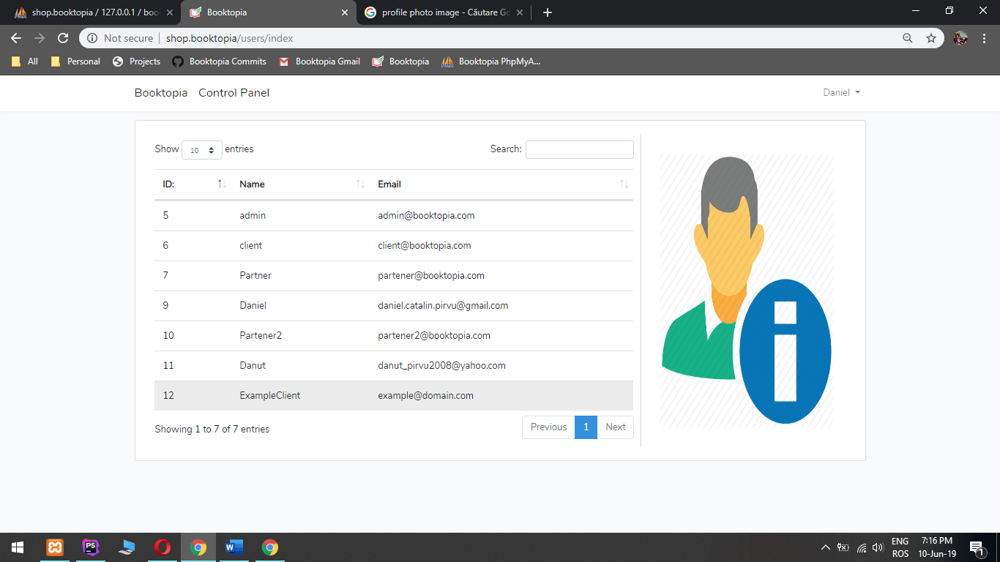 shop.booktopia / 127.0.0.1 / boo
Booktopia
profile photo image - Căutare Go
Not secure shop.booktopia/users/index
All Personal Projects Booktopia Commits Booktopia Gmail Booktopia Booktopia PhpMyA...
Booktopia Control Panel Daniel
Show 10 entries Search:
ID: Name Email
5 admin admin@booktopia.com
6 client client@booktopia.com
7 Partner partener@booktopia.com
9 Daniel daniel.catalin.pirvu@gmail.com
10 Partener2 partener2@booktopia.com
11 Danut danut_pirvu2008@yahoo.com
12 ExampleClient example@domain.com
Showing 1 to 7 of 7 entries Previous 1 Next
i
PS
W
ENG 7:16 PM
ROS 10-Jun-19
1